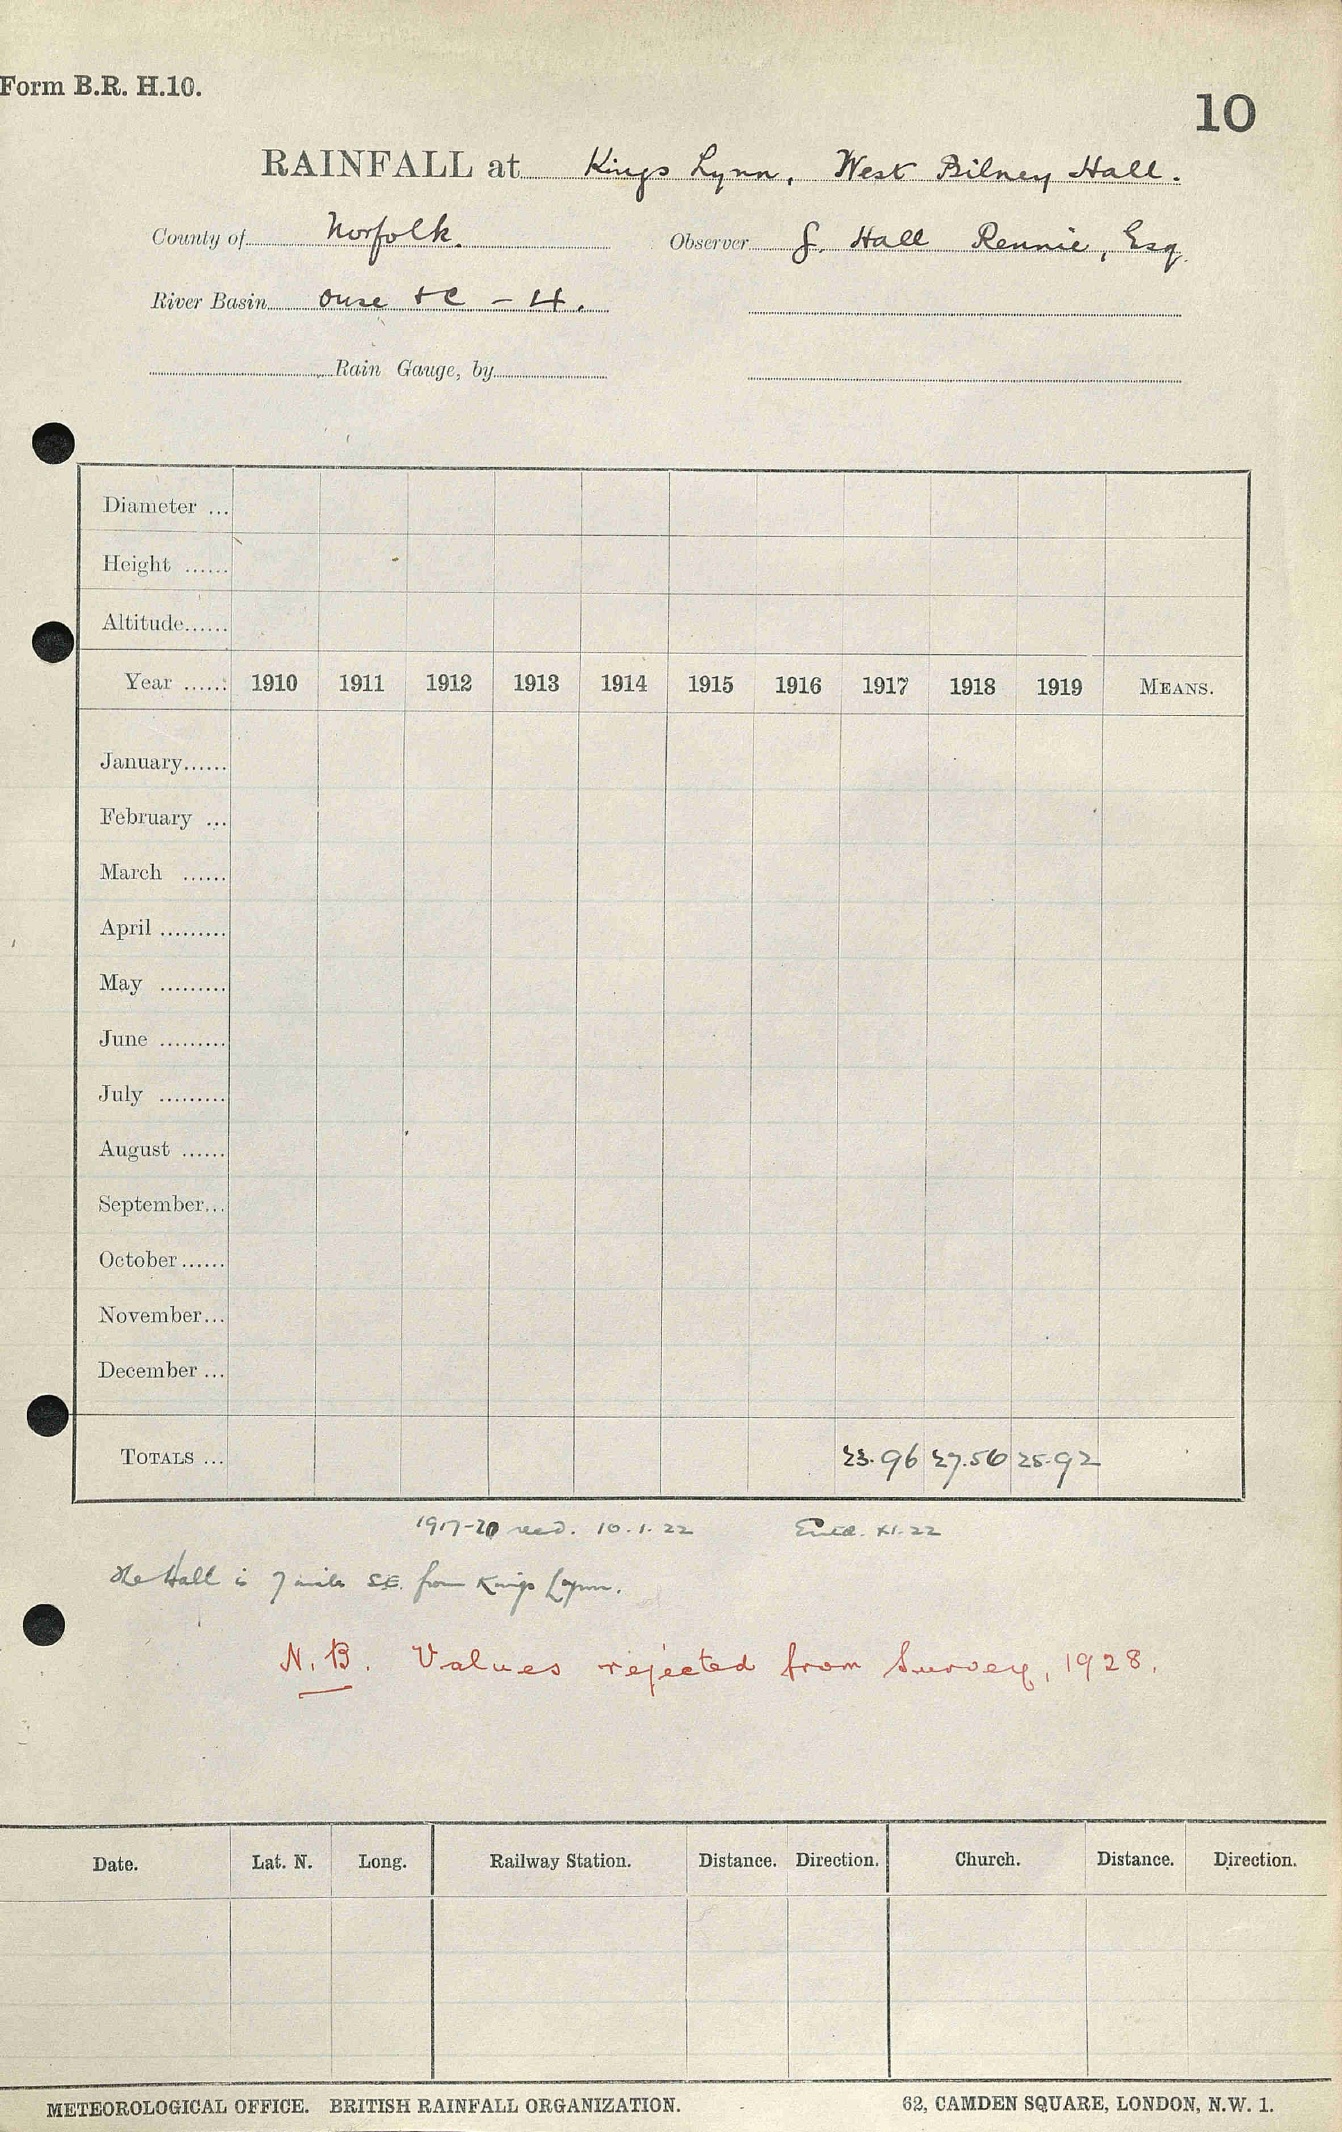 Form B.R. H.10.
10
RAINFALL at Kings Lynn, West Bilney Hall.
County of Norfolk. Observer G. Hall Rennie, Esq.
River Basin Ouse &c - 4.
Rain Gauge, by
Diameter ...
Height ......
Altitude......
Year ...... 1910 1911 1912 1913 1914 1915 1916 1917 1918 1919 MEANS.
January......
February ...
March ......
April .........
May .........
June .........
July .........
August ......
September...
October......
November...
December ...
TOTALS ... 23.96 27.56 25.92
1917-20 recd. 10.1.22 Entd. XI.22
The Hall is 7 miles S.E. from Kings Lynn.
N.B. Values rejected from Survey, 1928.
Date. Lat. N. Long. Railway Station. Distance. Direction. Church. Distance. Direction.
METEOROLOGICAL OFFICE. BRITISH RAINFALL ORGANIZATION. 62, CAMDEN SQUARE, LONDON, N.W. 1.